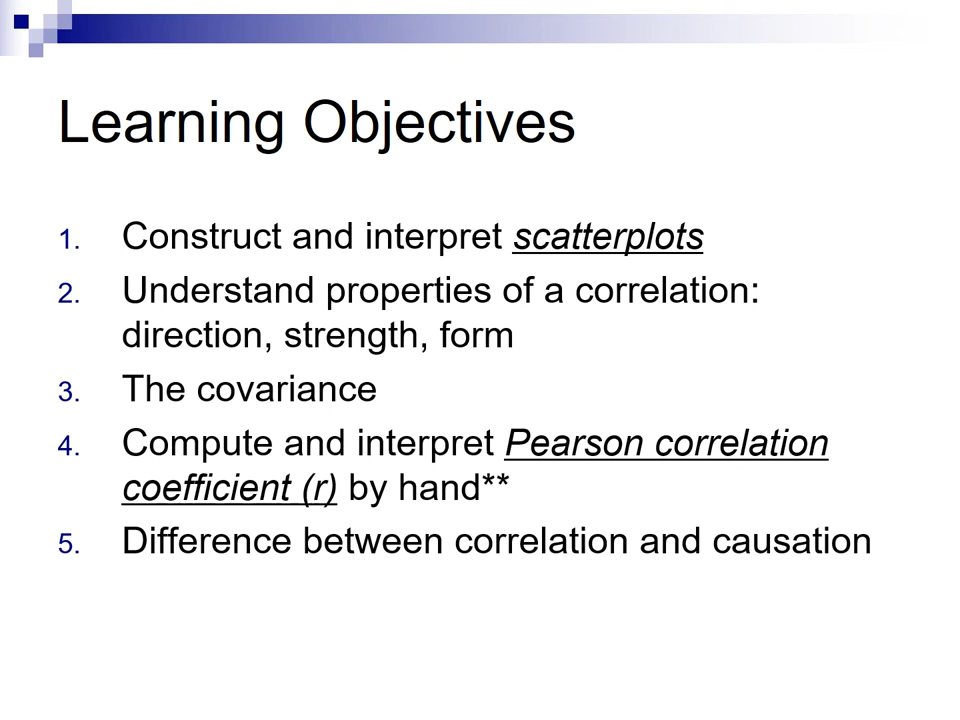 Learning Objectives
1. Construct and interpret scatterplots
2. Understand properties of a correlation:
direction, strength, form
3. The covariance
4. Compute and interpret Pearson correlation
coefficient (r) by hand**
5. Difference between correlation and causation